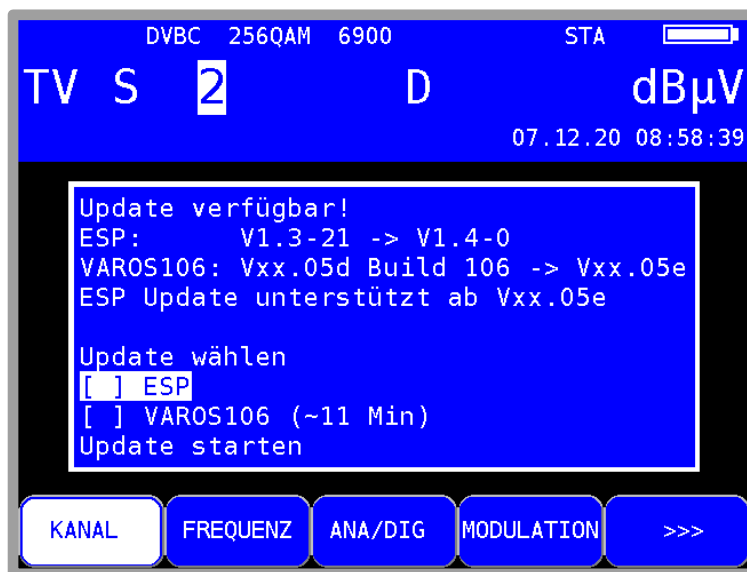 DVBC 256QAM 6900 STA
TV S 2 D dBµV
07.12.20 08:58:39
Update verfügbar!
ESP: V1.3-21 -> V1.4-0
VAROS106: Vxx.05d Build 106 -> Vxx.05e
ESP Update unterstützt ab Vxx.05e
Update wählen
[ ] ESP
[ ] VAROS106 (~11 Min)
Update starten
KANAL FREQUENZ ANA/DIG MODULATION >>>